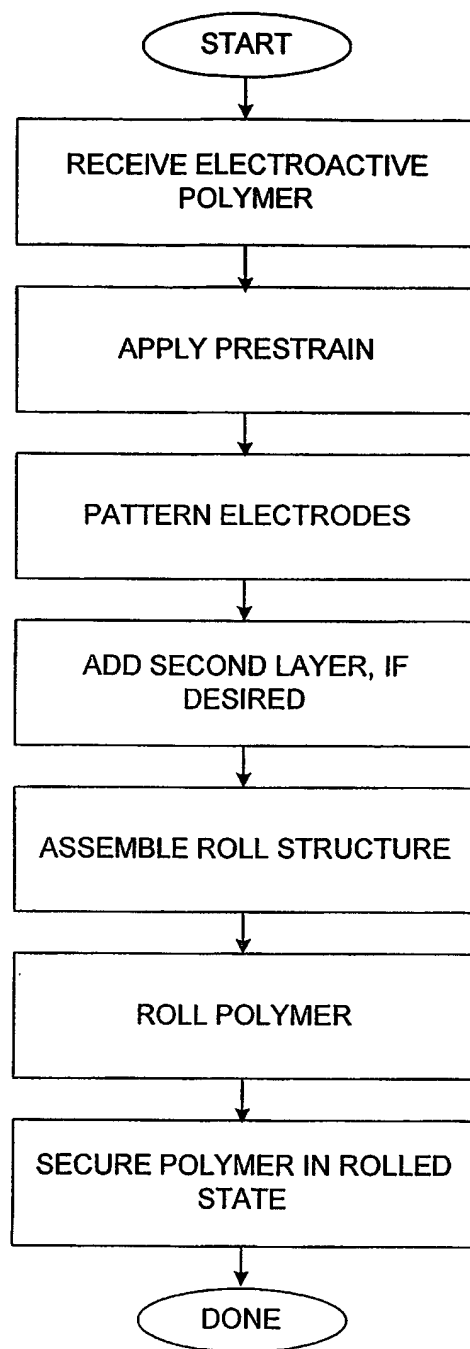 START
RECEIVE ELECTROACTIVE
POLYMER
APPLY PRESTRAIN
PATTERN ELECTRODES
ADD SECOND LAYER, IF
DESIRED
ASSEMBLE ROLL STRUCTURE
ROLL POLYMER
SECURE POLYMER IN ROLLED
STATE
DONE